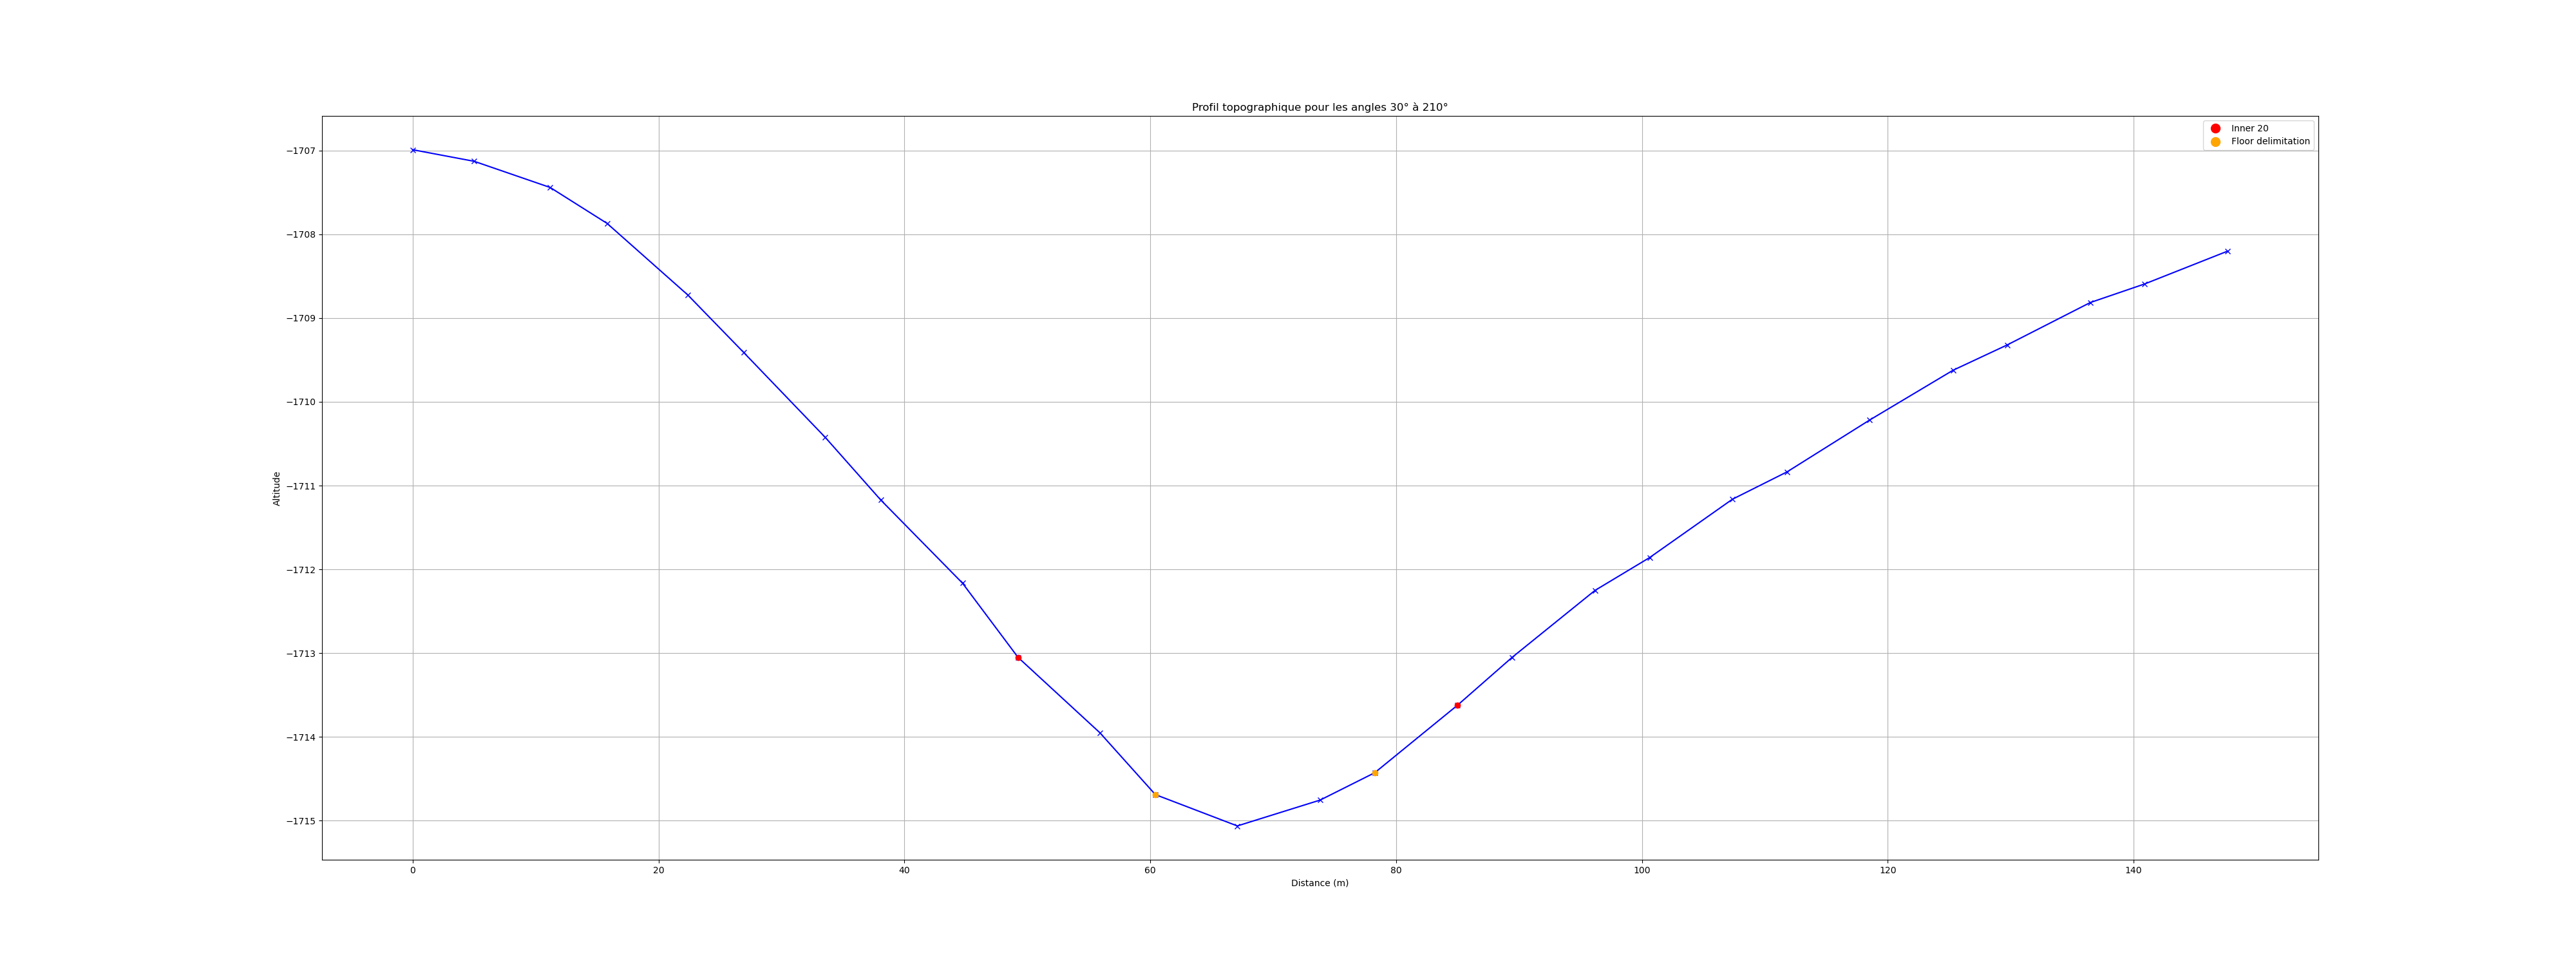 Profil topographique pour les angles 30° à 210°
Inner 20
Floor delimitation
Altitude
−1707
−1708
−1709
−1710
−1711
−1712
−1713
−1714
−1715
0 20 40 60 80 100 120 140
Distance (m)